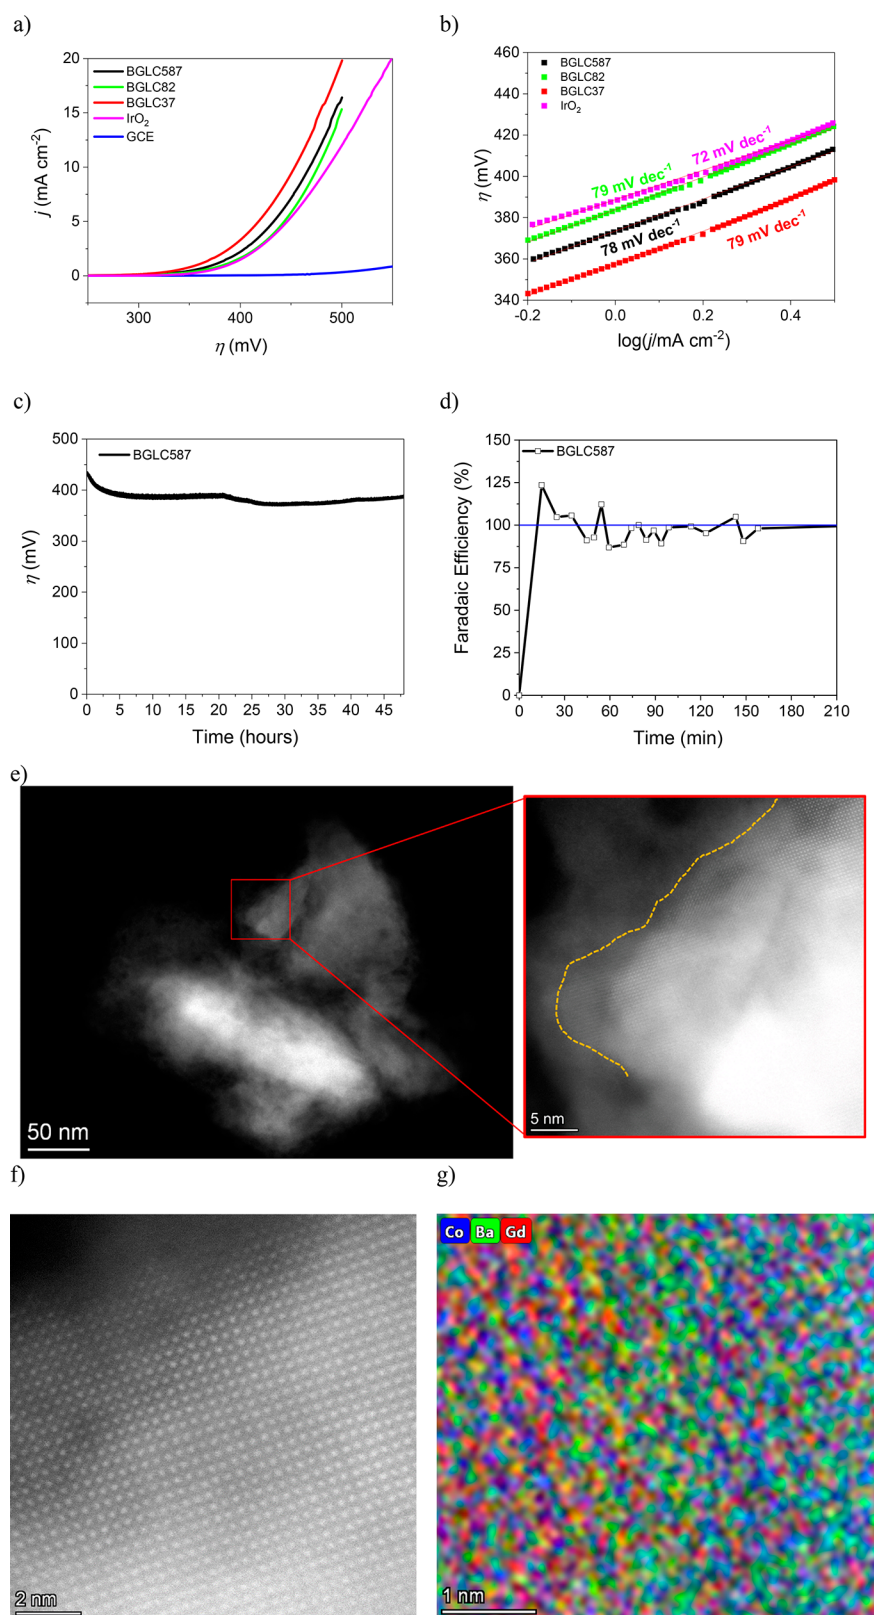 a)
20
15
10
5
0
j (mA cm⁻²)
BGLC587
BGLC82
BGLC37
IrO₂
GCE
300
400
500
η (mV)
b)
460
440
420
400
380
360
340
η (mV)
BGLC587
BGLC82
BGLC37
IrO₂
72 mV dec⁻¹
79 mV dec⁻¹
78 mV dec⁻¹
79 mV dec⁻¹
-0.2
0.0
0.2
0.4
log(j/mA cm⁻²)
c)
500
400
300
200
100
0
η (mV)
BGLC587
0
5
10
15
20
25
30
35
40
45
Time (hours)
d)
150
125
100
75
50
25
0
Faradaic Efficiency (%)
BGLC587
0
30
60
90
120
150
180
210
Time (min)
e)
50 nm
5 nm
f)
2 nm
g)
Co Ba Gd
1 nm